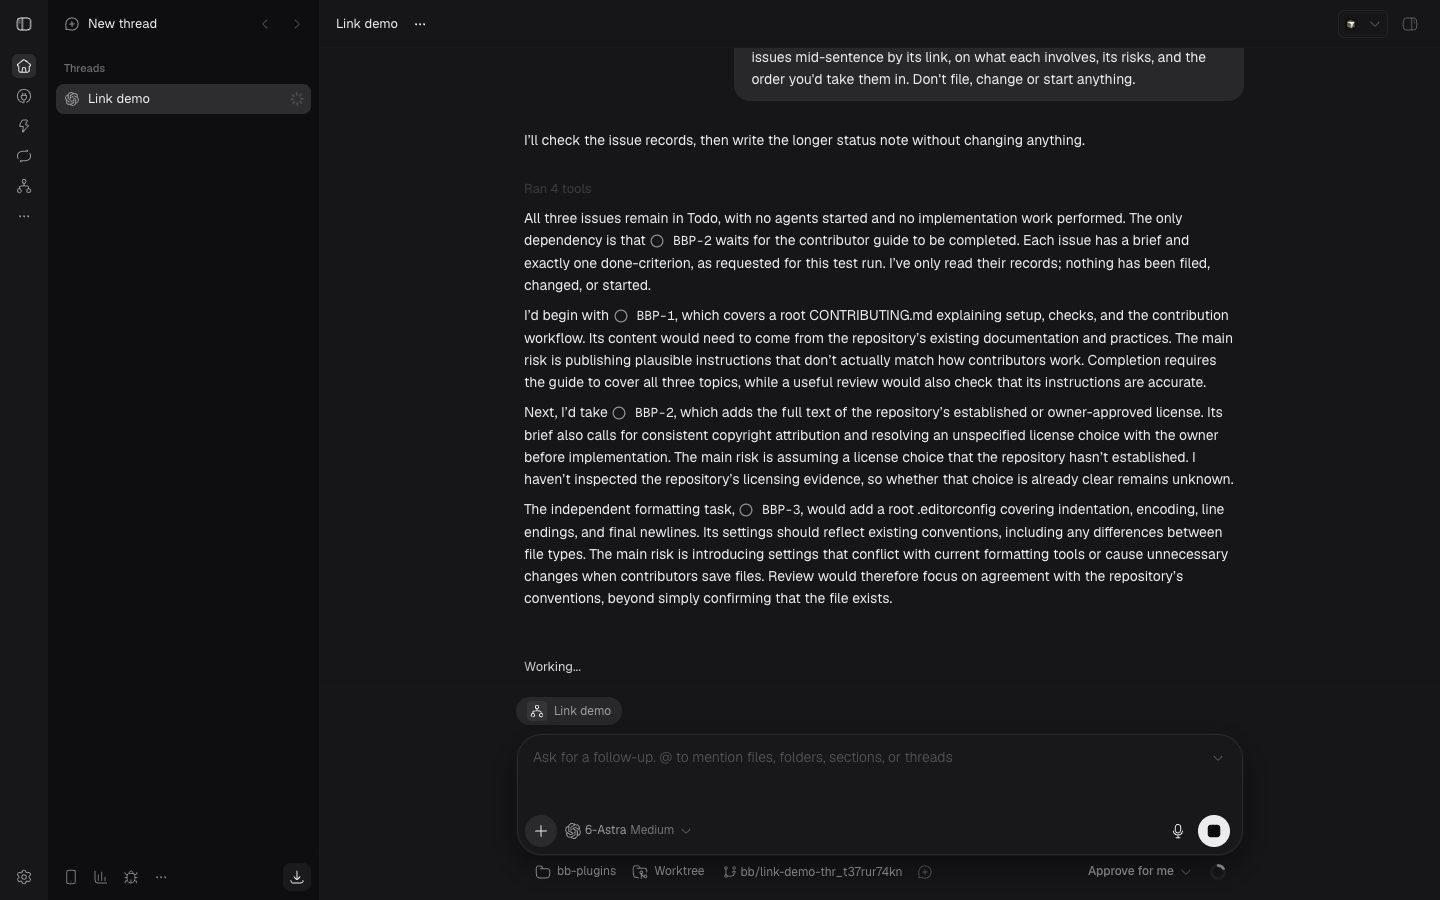 New thread
Threads
Link demo
Link demo
issues mid-sentence by its link, on what each involves, its risks, and the
order you'd take them in. Don't file, change or start anything.
I'll check the issue records, then write the longer status note without changing anything.
Ran 4 tools
All three issues remain in Todo, with no agents started and no implementation work performed. The only
dependency is that BBP-2 waits for the contributor guide to be completed. Each issue has a brief and
exactly one done-criterion, as requested for this test run. I've only read their records; nothing has been filed,
changed, or started.
I'd begin with BBP-1, which covers a root CONTRIBUTING.md explaining setup, checks, and the contribution
workflow. Its content would need to come from the repository's existing documentation and practices. The main
risk is publishing plausible instructions that don't actually match how contributors work. Completion requires
the guide to cover all three topics, while a useful review would also check that its instructions are accurate.
Next, I'd take BBP-2, which adds the full text of the repository's established or owner-approved license. Its
brief also calls for consistent copyright attribution and resolving an unspecified license choice with the owner
before implementation. The main risk is assuming a license choice that the repository hasn't established. I
haven't inspected the repository's licensing evidence, so whether that choice is already clear remains unknown.
The independent formatting task, BBP-3, would add a root .editorconfig covering indentation, encoding, line
endings, and final newlines. Its settings should reflect existing conventions, including any differences between
file types. The main risk is introducing settings that conflict with current formatting tools or cause unnecessary
changes when contributors save files. Review would therefore focus on agreement with the repository's
conventions, beyond simply confirming that the file exists.
Working...
Link demo
Ask for a follow-up. @ to mention files, folders, sections, or threads
6-Astra Medium
bb-plugins
Worktree
bb/link-demo-thr_t37rur74kn
Approve for me